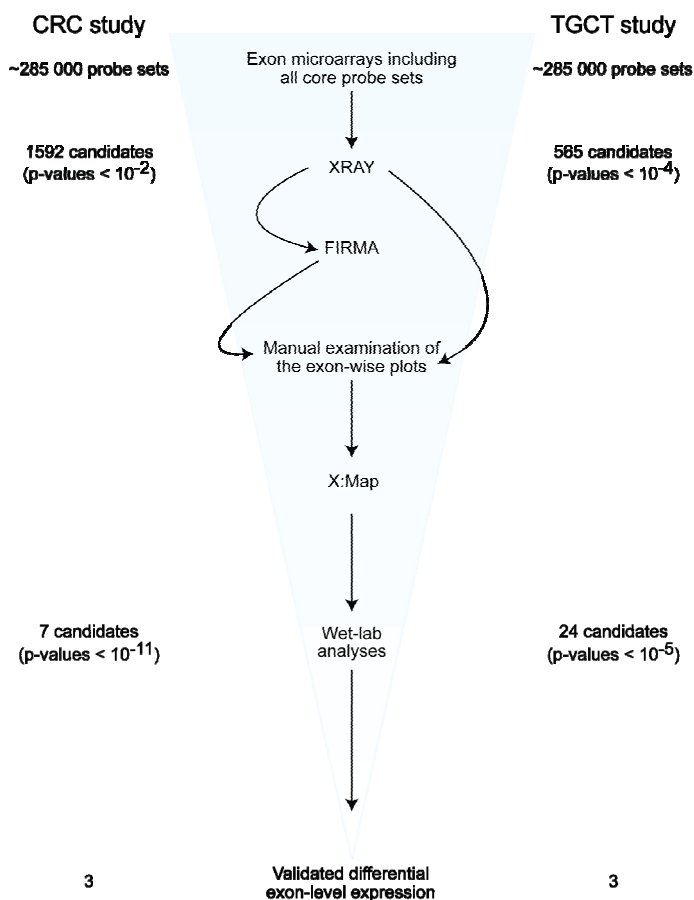 CRC study
TGCT study
~285 000 probe sets
Exon microarrays including
all core probe sets
~285 000 probe sets
1592 candidates
(p-values < 10-2)
XRAY
565 candidates
(p-values < 10-4)
FIRMA
Manual examination of
the exon-wise plots
X:Map
7 candidates
(p-values < 10-11)
Wet-lab
analyses
24 candidates
(p-values < 10-5)
3
Validated differential
exon-level expression
3